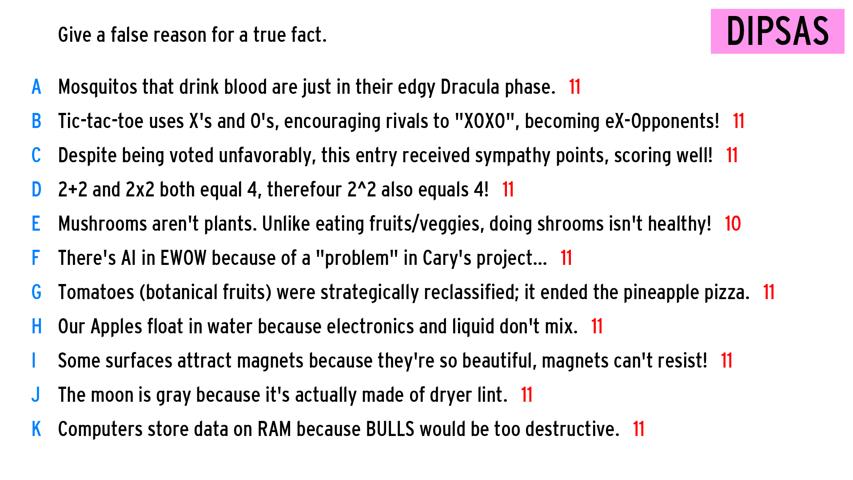 Give a false reason for a true fact.
DIPSAS
A Mosquitos that drink blood are just in their edgy Dracula phase. 11
B Tic-tac-toe uses X's and O's, encouraging rivals to "XOXO", becoming eX-Opponents! 11
C Despite being voted unfavorably, this entry received sympathy points, scoring well! 11
D 2+2 and 2x2 both equal 4, therefour 2^2 also equals 4! 11
E Mushrooms aren't plants. Unlike eating fruits/veggies, doing shrooms isn't healthy! 10
F There's AI in EWOW because of a "problem" in Cary's project... 11
G Tomatoes (botanical fruits) were strategically reclassified; it ended the pineapple pizza. 11
H Our Apples float in water because electronics and liquid don't mix. 11
I Some surfaces attract magnets because they're so beautiful, magnets can't resist! 11
J The moon is gray because it's actually made of dryer lint. 11
K Computers store data on RAM because BULLS would be too destructive. 11